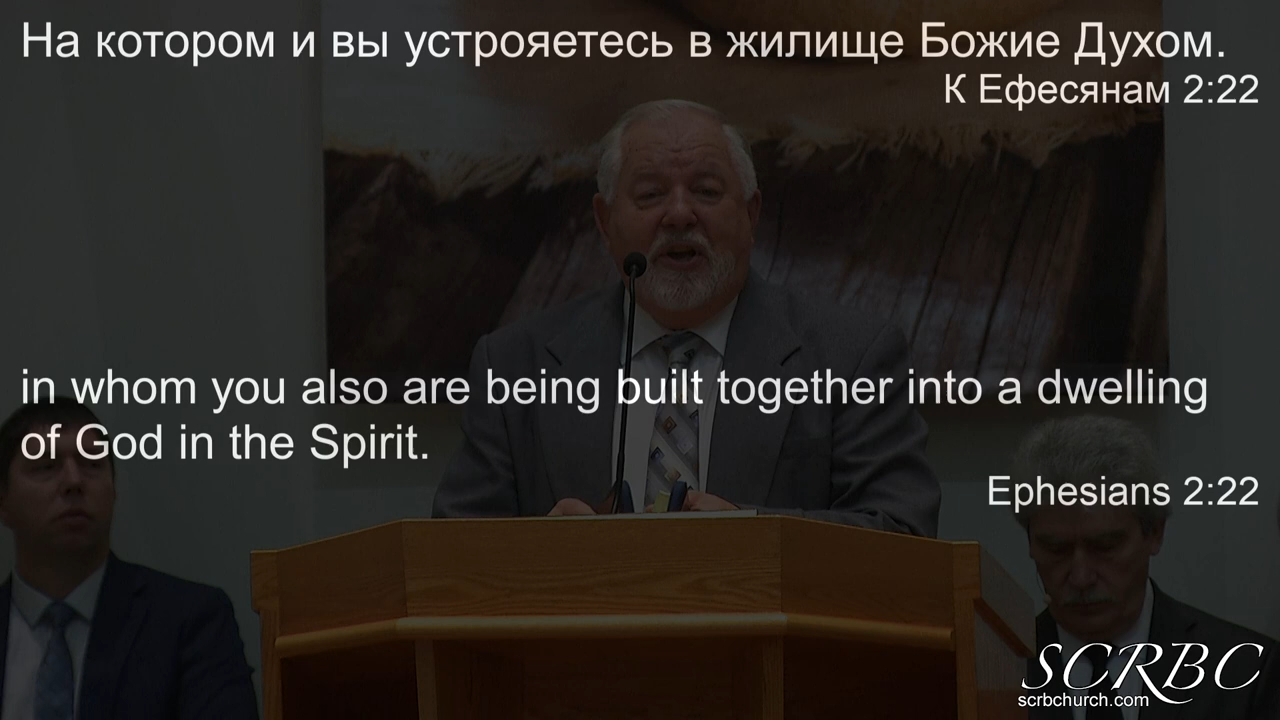 На котором и вы устрояетесь в жилище Божие Духом.
К Ефесянам 2:22
in whom you also are being built together into a dwelling
of God in the Spirit.
Ephesians 2:22
SCRBC
scrbchurch.com